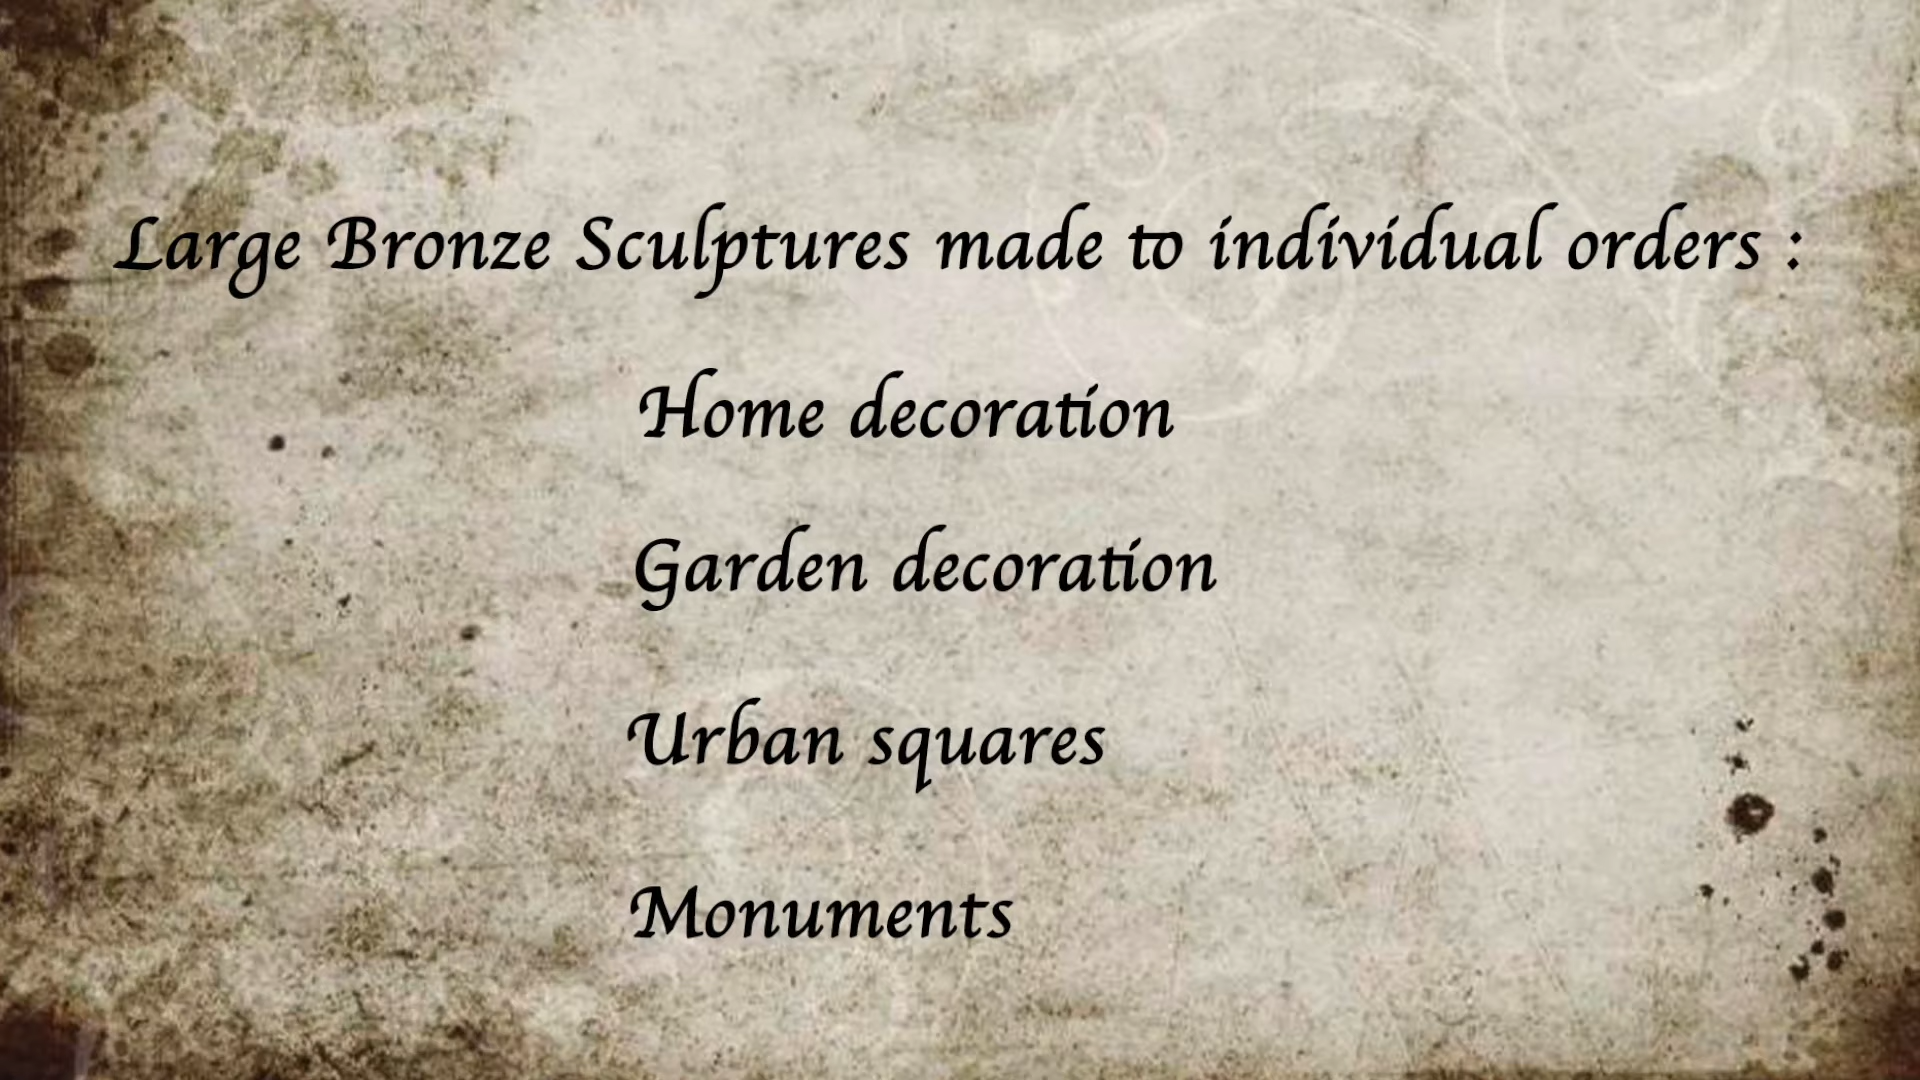 Large Bronze Sculptures made to individual orders :
Home decoration
Garden decoration
Urban squares
Monuments